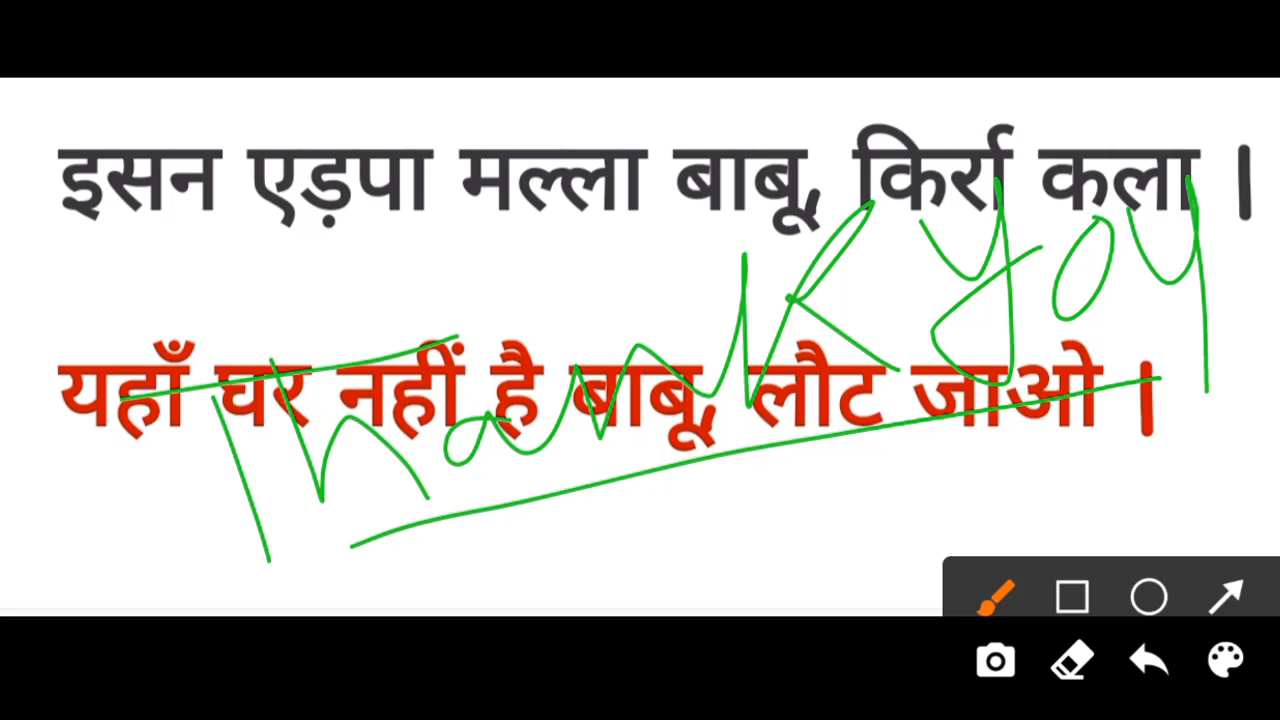 इसन एड़पा मल्ला बाबू, किर्रा कला |
यहाँ घर नहीं है बाबू, लौट जाओ |
Thank you